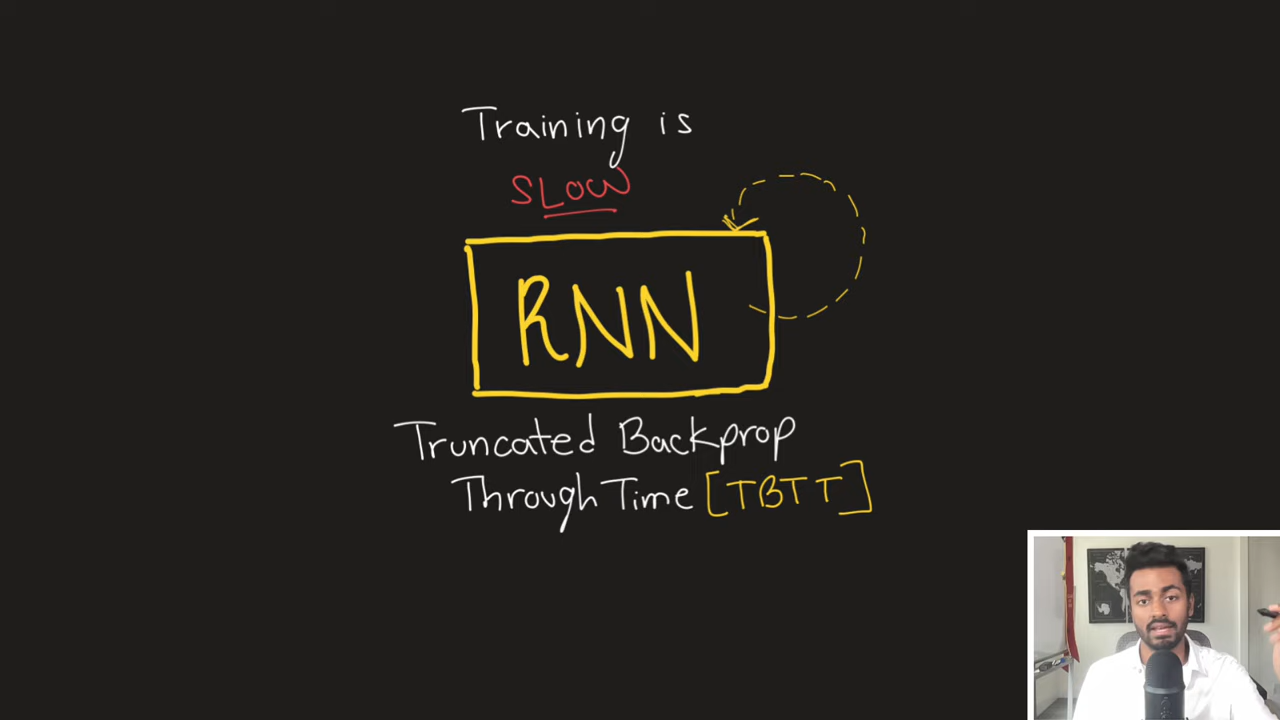 Training is
SLOW
RNN
Truncated Backprop
Through Time [TBTT]